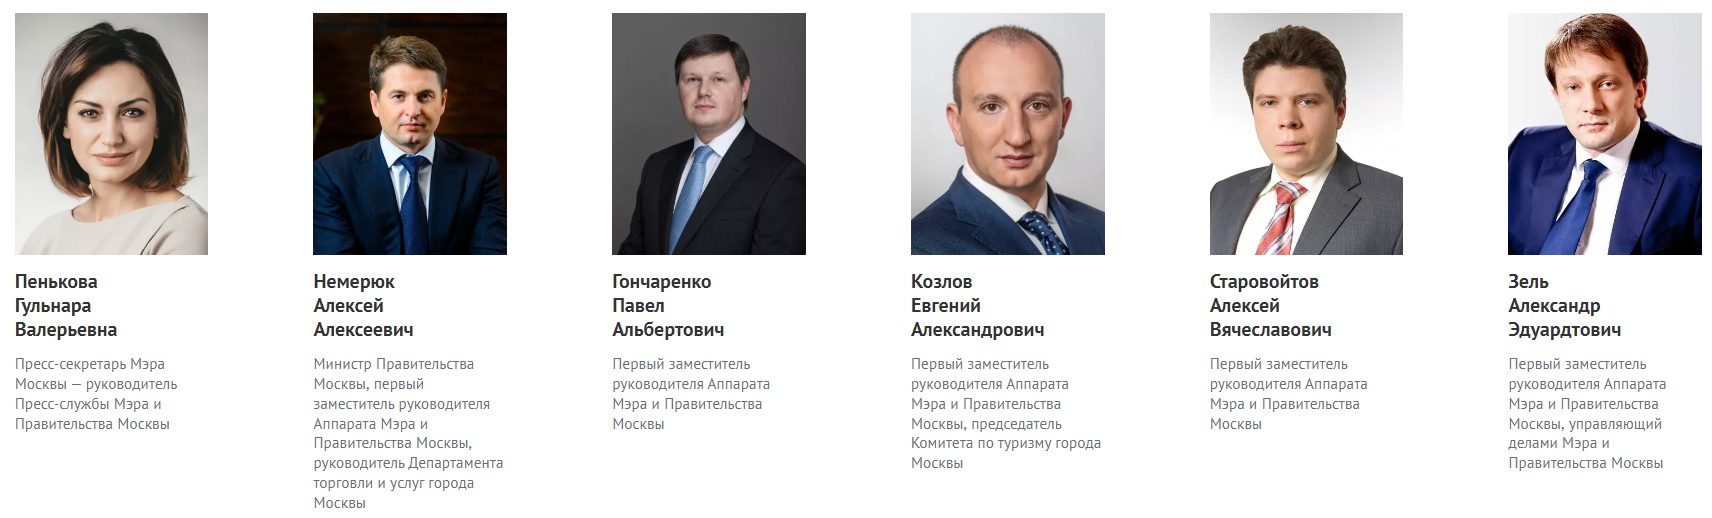 Пенькова
Гульнара
Валерьевна
Пресс-секретарь Мэра
Москвы — руководитель
Пресс-службы Мэра и
Правительства Москвы
Немерюк
Алексей
Алексеевич
Министр Правительства
Москвы, первый
заместитель руководителя
Аппарата Мэра и
Правительства Москвы,
руководитель Департамента
торговли и услуг города
Москвы
Гончаренко
Павел
Альбертович
Первый заместитель
руководителя Аппарата
Мэра и Правительства
Москвы
Козлов
Евгений
Александрович
Первый заместитель
руководителя Аппарата
Мэра и Правительства
Москвы, председатель
Комитета по туризму города
Москвы
Старовойтов
Алексей
Вячеславович
Первый заместитель
руководителя Аппарата
Мэра и Правительства
Москвы
Зель
Александр
Эдуардтович
Первый заместитель
руководителя Аппарата
Мэра и Правительства
Москвы, управляющий
делами Мэра и
Правительства Москвы